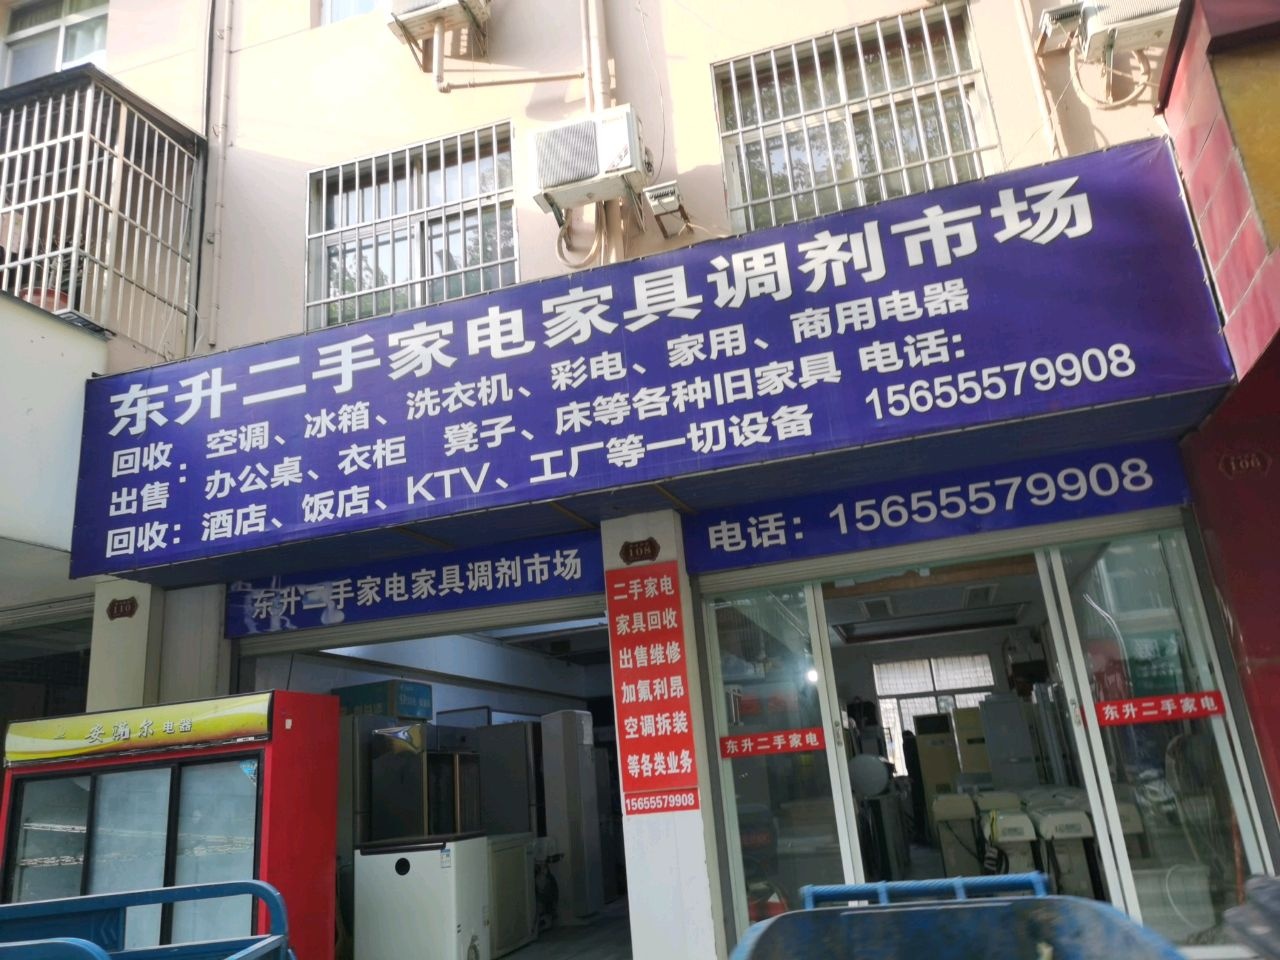 东升二手家电家具调剂市场
回收：空调、冰箱、洗衣机、彩电、家用、商用电器
出售 办公桌、衣柜 凳子、床等各种旧家具 电话:
回收：酒店、饭店、KTV、工厂等一切设备 15655579908
东升二手家电家具调剂市场
电话：15655579908
110
108
106
二手家电
家具回收
出售维修
加氟利昂
空调拆装
等各类业务
15655579908
东升二手家电
东升二手家电
安诺尔电器